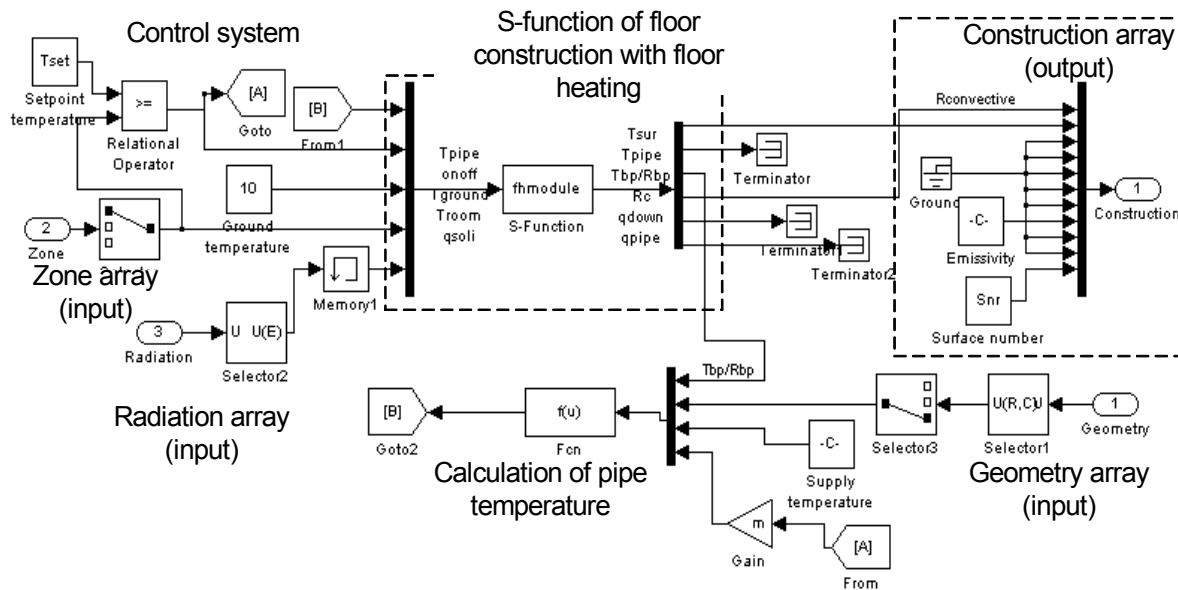 Control system
S-function of floor
construction with floor
heating
Construction array
(output)
Tset
Setpoint
temperature
>=
Relational
Operator
[A]
Goto
[B]
From1
10
Ground
temperature
2
Zone
Zone array
(input)
3
Radiation
U U(E)
Selector2
Memory1
Radiation array
(input)
Tpipe
onoff
Tground
Troom
qsoli
fhmodule
S-Function
Tsur
Tpipe
Tbp/Rbp
Rc
qdown
qpipe
Terminator
Terminator1
Terminator2
Rconvective
Ground
-C-
Emissivity
Snr
Surface number
1
Construction
Tbp/Rbp
[B]
Goto2
f(u)
Fcn
Calculation of pipe
temperature
-C-
Supply
temperature
m
Gain
[A]
From
Selector3
U(R,C)U
Selector1
1
Geometry
Geometry array
(input)